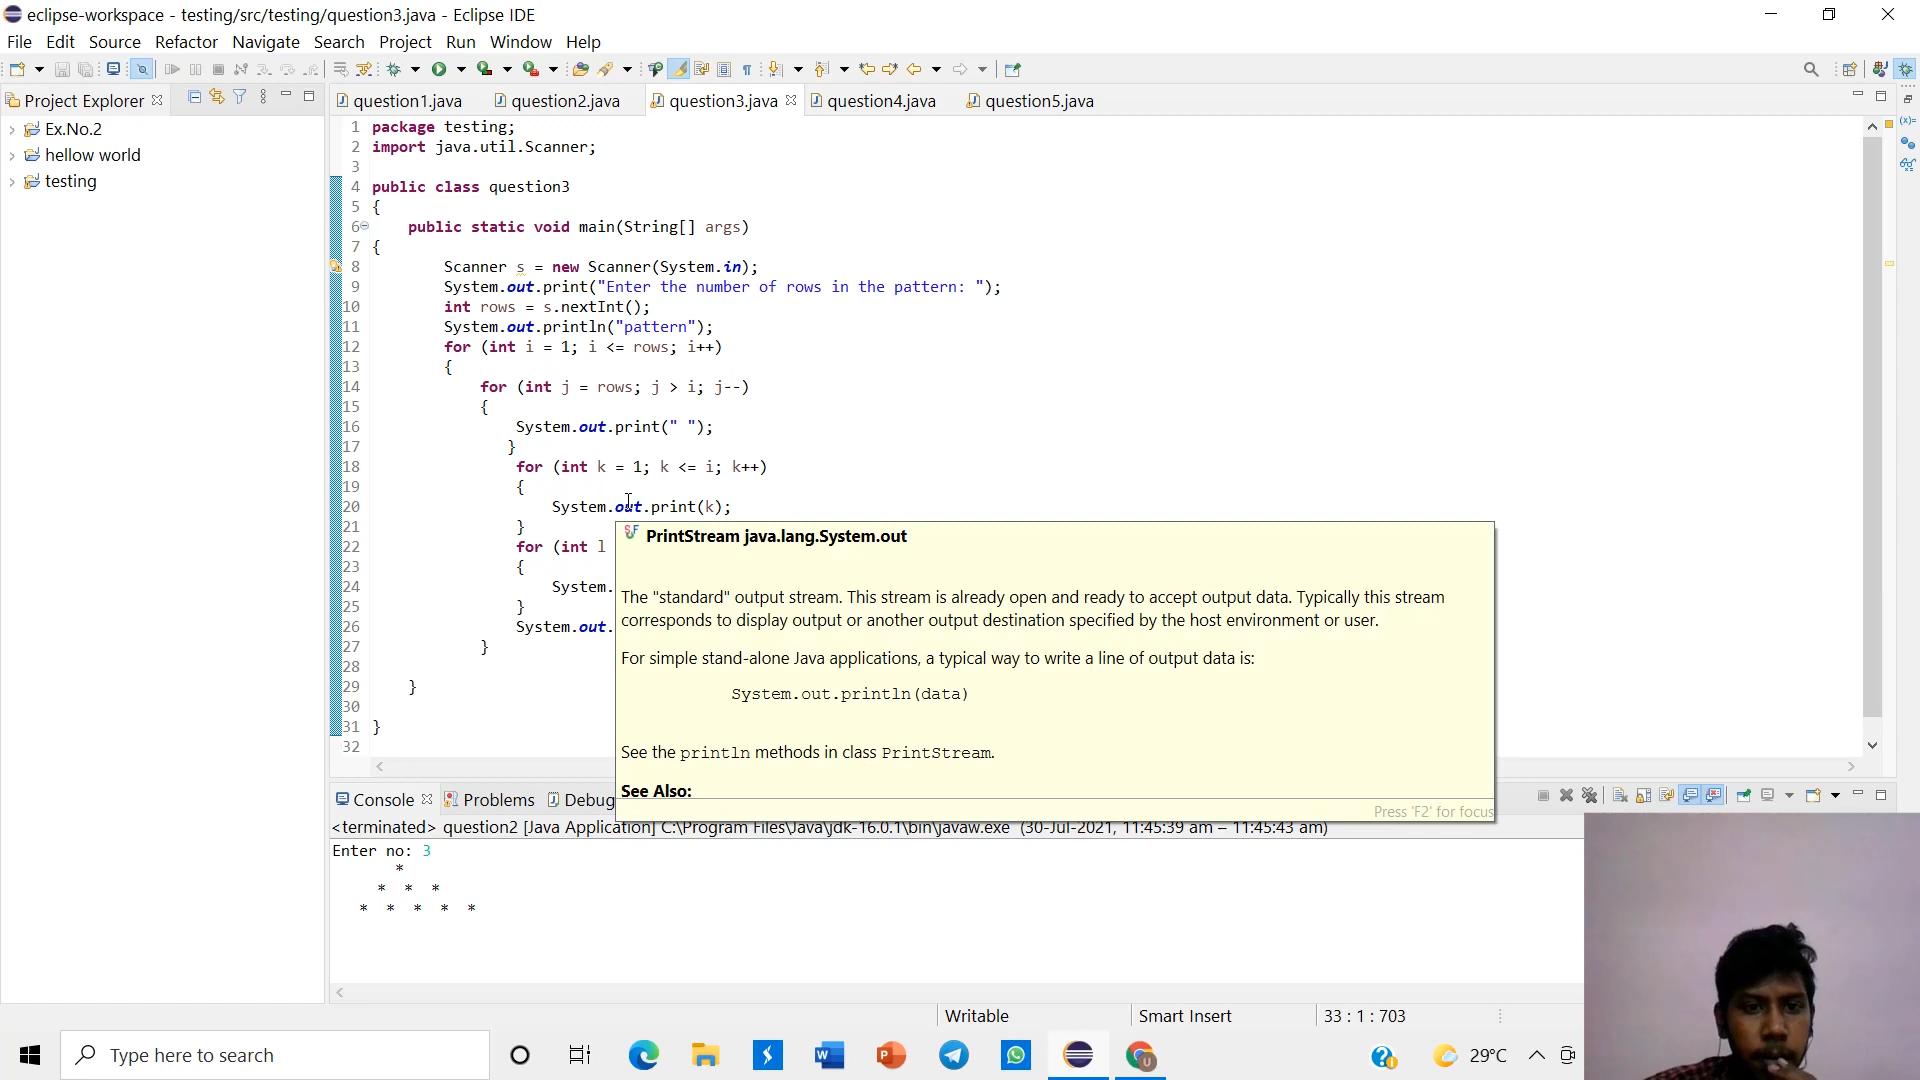 eclipse-workspace - testing/src/testing/question3.java - Eclipse IDE
File Edit Source Refactor Navigate Search Project Run Window Help
Project Explorer
question1.java question2.java question3.java question4.java question5.java
Ex.No.2
hellow world
testing
1 package testing;
2 import java.util.Scanner;
3
4 public class question3
5 {
6 public static void main(String[] args)
7 {
8 Scanner s = new Scanner(System.in);
9 System.out.print("Enter the number of rows in the pattern: ");
10 int rows = s.nextInt();
11 System.out.println("pattern");
12 for (int i = 1; i <= rows; i++)
13 {
14 for (int j = rows; j > i; j--)
15 {
16 System.out.print(" ");
17 }
18 for (int k = 1; k <= i; k++)
19 {
20 System.out.print(k);
21 }
22 for (int l
23 {
24 System.
25 }
26 System.out.
27 }
28
29 }
30
31 }
32
PrintStream java.lang.System.out
The "standard" output stream. This stream is already open and ready to accept output data. Typically this stream
corresponds to display output or another output destination specified by the host environment or user.
For simple stand-alone Java applications, a typical way to write a line of output data is:
System.out.println(data)
See the println methods in class PrintStream.
See Also:
Press 'F2' for focus
Console Problems Debug
<terminated> question2 [Java Application] C:\Program Files\Java\jdk-16.0.1\bin\javaw.exe (30-Jul-2021, 11:45:39 am – 11:45:43 am)
Enter no: 3
*
* * *
* * * * *
Writable Smart Insert 33 : 1 : 703
Type here to search
29°C